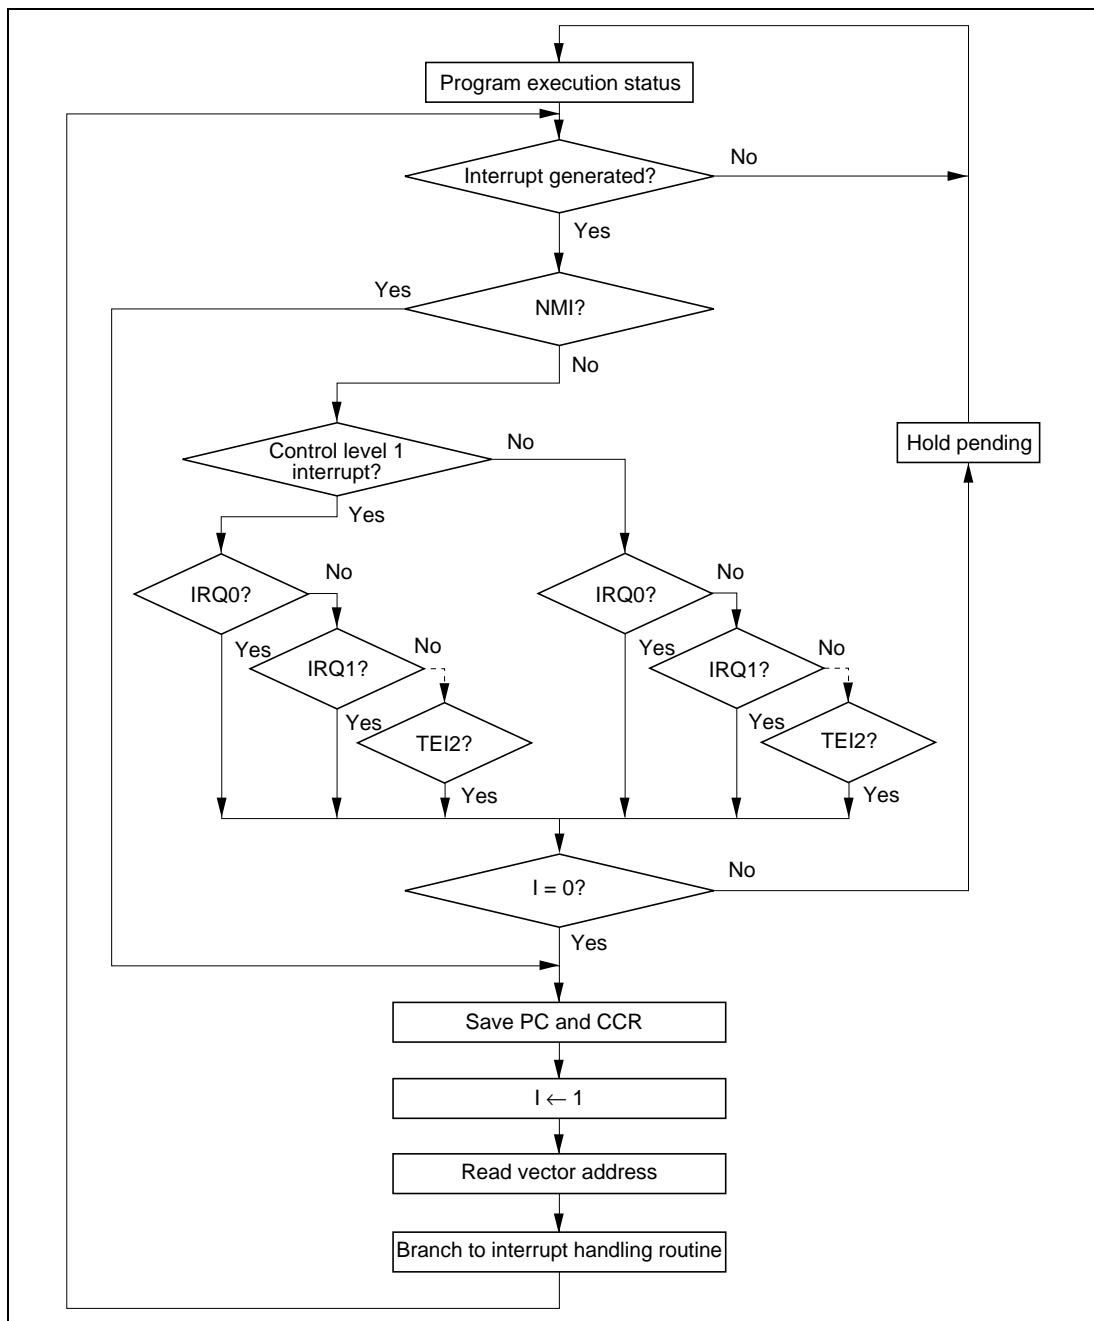 Program execution status
Interrupt generated?
No
Yes
Yes
NMI?
No
Control level 1
interrupt?
No
Hold pending
Yes
IRQ0?
No
IRQ0?
No
Yes
IRQ1?
No
Yes
IRQ1?
No
Yes
TEI2?
Yes
TEI2?
Yes
Yes
I = 0?
No
Yes
Save PC and CCR
I ← 1
Read vector address
Branch to interrupt handling routine